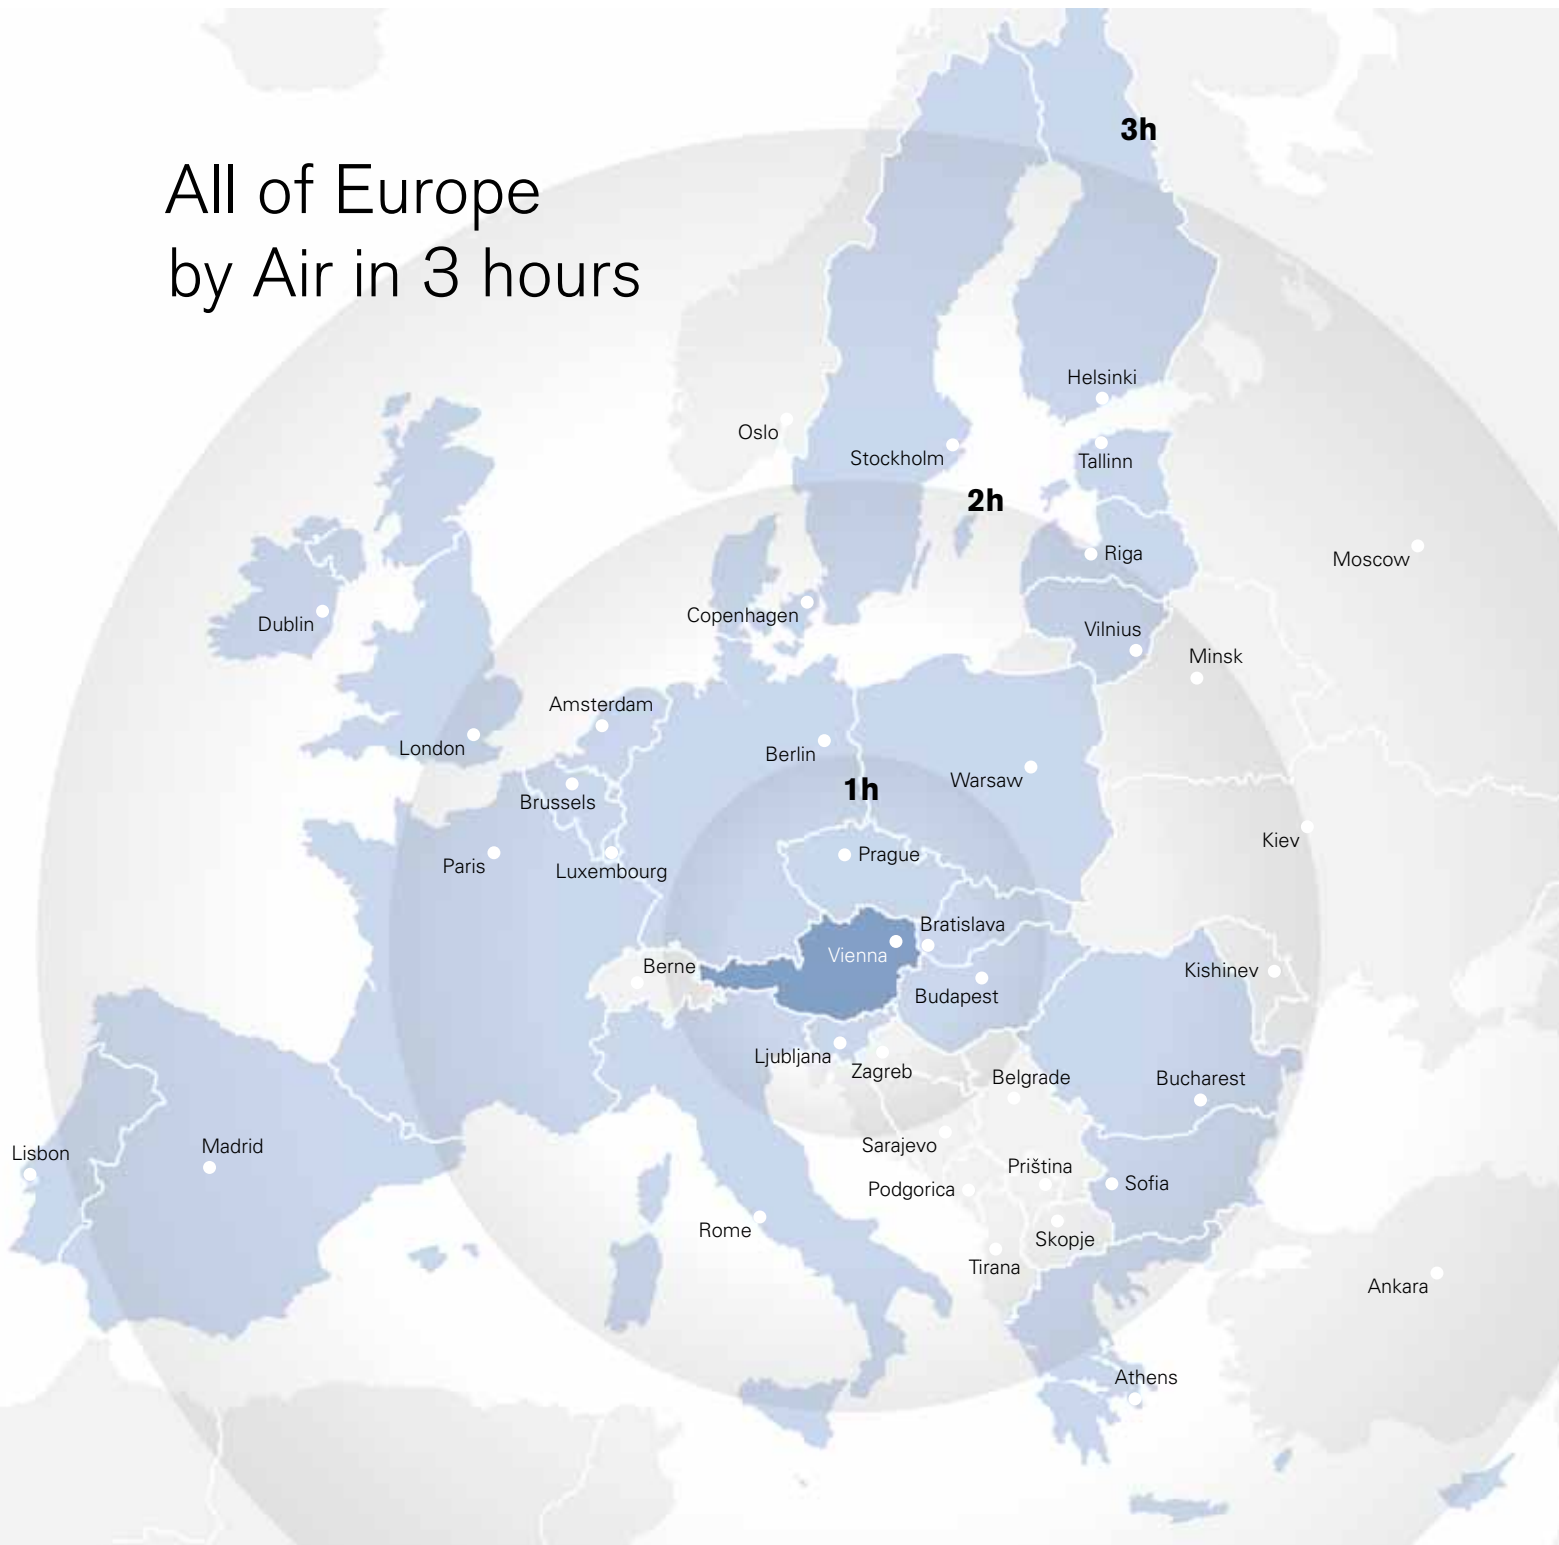 All of Europe
by Air in 3 hours
3h
Helsinki
Oslo
Stockholm
Tallinn
2h
Riga
Moscow
Copenhagen
Dublin
Vilnius
Minsk
Amsterdam
London
Berlin
Warsaw
1h
Brussels
Kiev
Paris
Prague
Luxembourg
Bratislava
Vienna
Berne
Kishinev
Budapest
Ljubljana
Zagreb
Belgrade
Bucharest
Lisbon
Madrid
Sarajevo
Priština
Podgorica
Sofia
Rome
Skopje
Tirana
Ankara
Athens